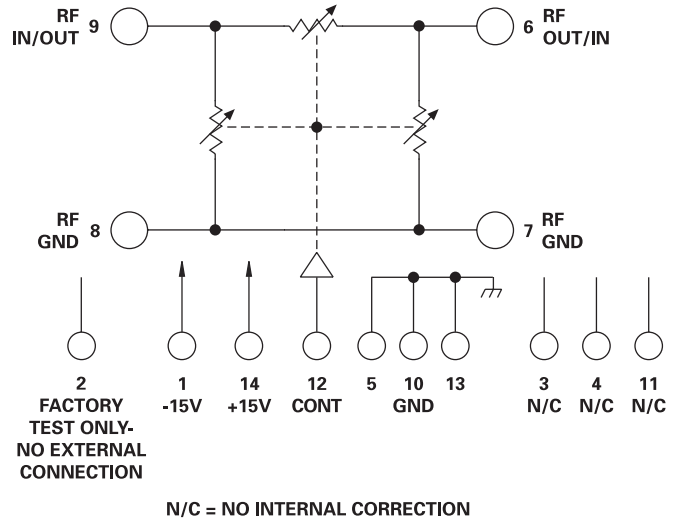 RF IN/OUT 9
6 RF OUT/IN
RF GND 8
7 RF GND
2 FACTORY TEST ONLY- NO EXTERNAL CONNECTION
1 -15V
14 +15V
12 CONT
5 10 13 GND
3 N/C
4 N/C
11 N/C
N/C = NO INTERNAL CORRECTION